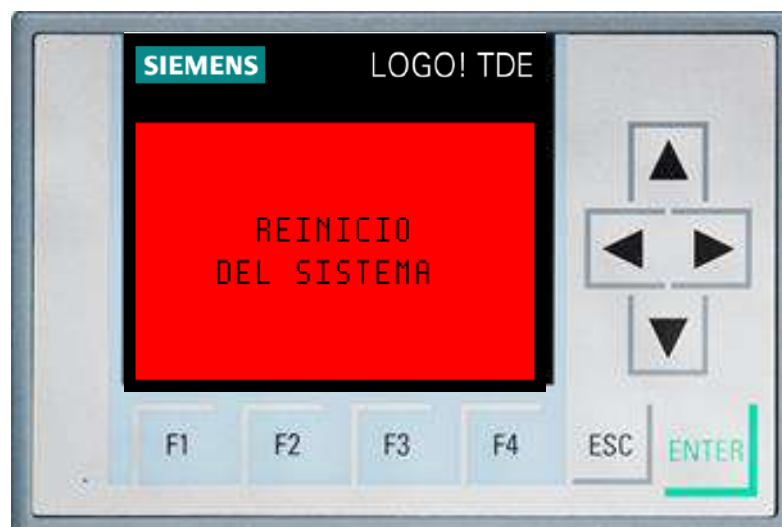 SIEMENS LOGO! TDE
REINICIO
DEL SISTEMA
F1 F2 F3 F4 ESC ENTER